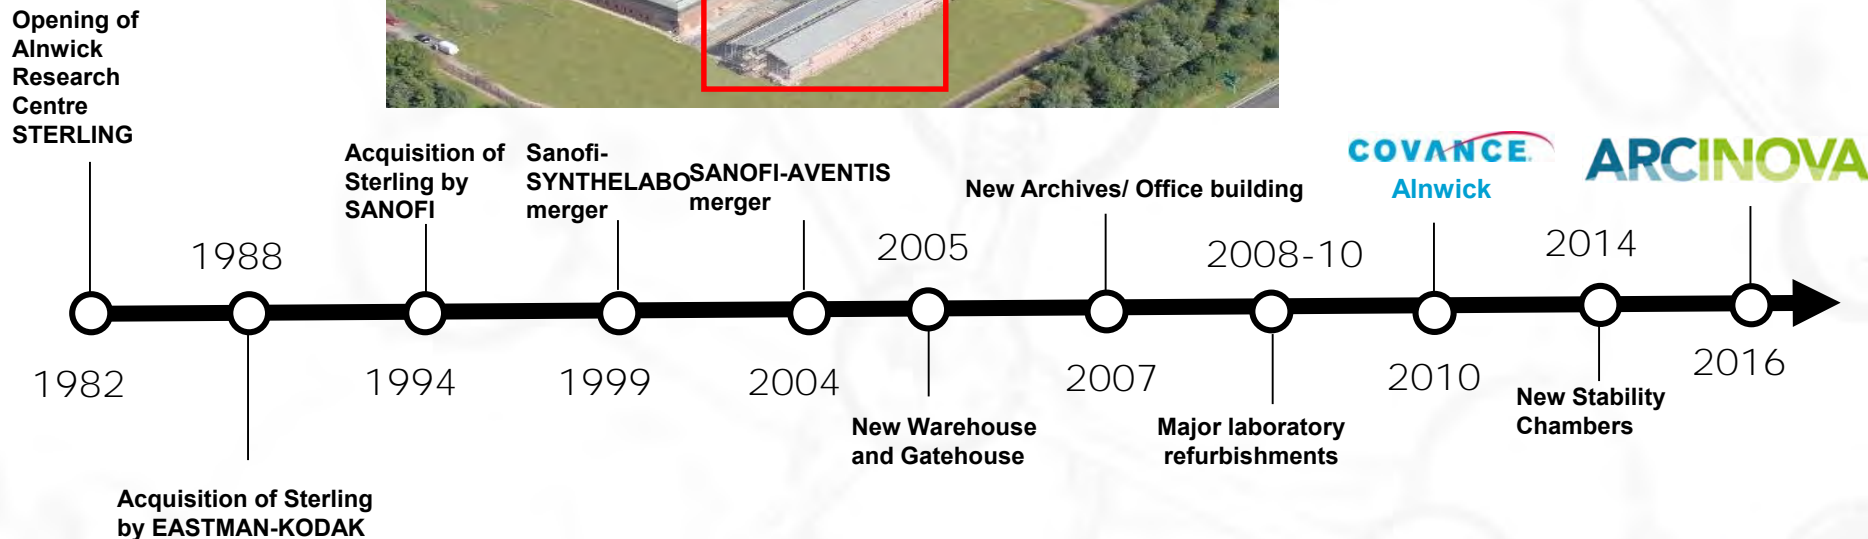 Opening of
Alnwick
Research
Centre
STERLING
1982
1988
Acquisition of Sterling
by EASTMAN-KODAK
Acquisition of
Sterling by
SANOFI
1994
Sanofi-
SYNTHELABO
merger
1999
SANOFI-AVENTIS
merger
2004
2005
New Warehouse
and Gatehouse
New Archives/ Office building
2007
2008-10
Major laboratory
refurbishments
COVANCE
Alnwick
2010
2014
New Stability
Chambers
ARCINOVA
2016